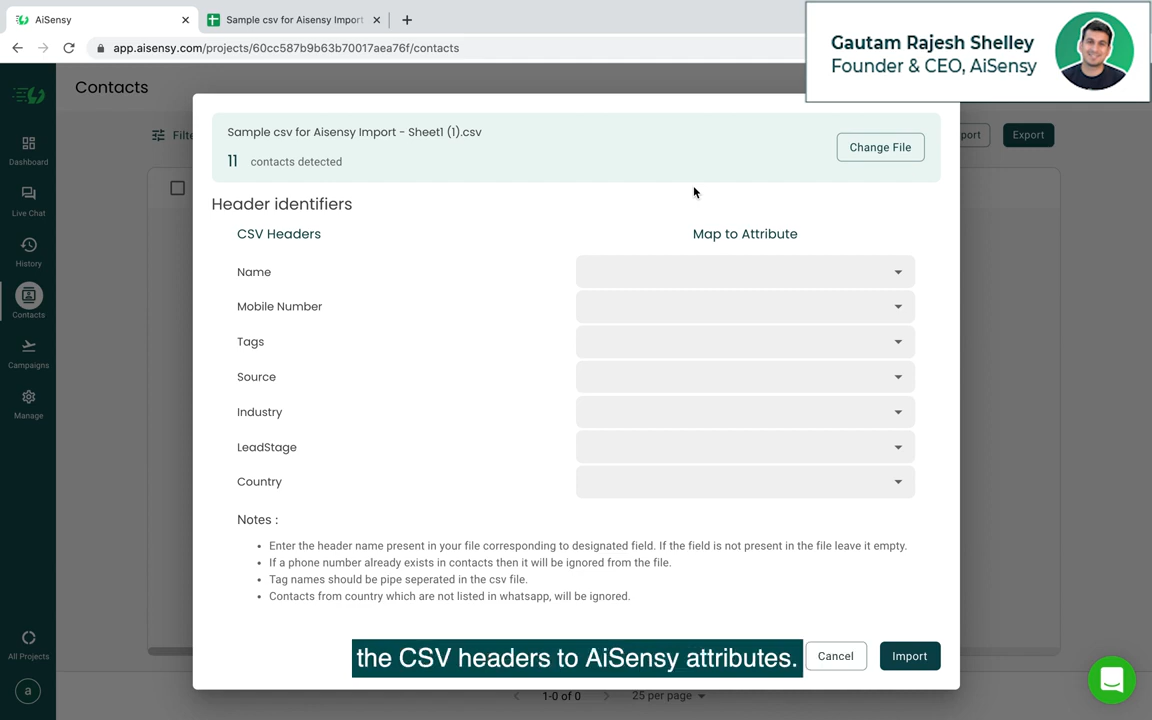 AiSensy
Sample csv for Aisensy Import
app.aisensy.com/projects/60cc587b9b63b70017aea76f/contacts
Gautam Rajesh Shelley
Founder & CEO, AiSensy
Contacts
Dashboard
Live Chat
History
Contacts
Campaigns
Manage
All Projects
a
Export
Sample csv for Aisensy Import - Sheet1 (1).csv
11 contacts detected
Change File
Header identifiers
CSV Headers Map to Attribute
Name
Mobile Number
Tags
Source
Industry
LeadStage
Country
Notes :
• Enter the header name present in your file corresponding to designated field. If the field is not present in the file leave it empty.
• If a phone number already exists in contacts then it will be ignored from the file.
• Tag names should be pipe seperated in the csv file.
• Contacts from country which are not listed in whatsapp, will be ignored.
the CSV headers to AiSensy attributes.
Cancel Import
1-0 of 0 25 per page